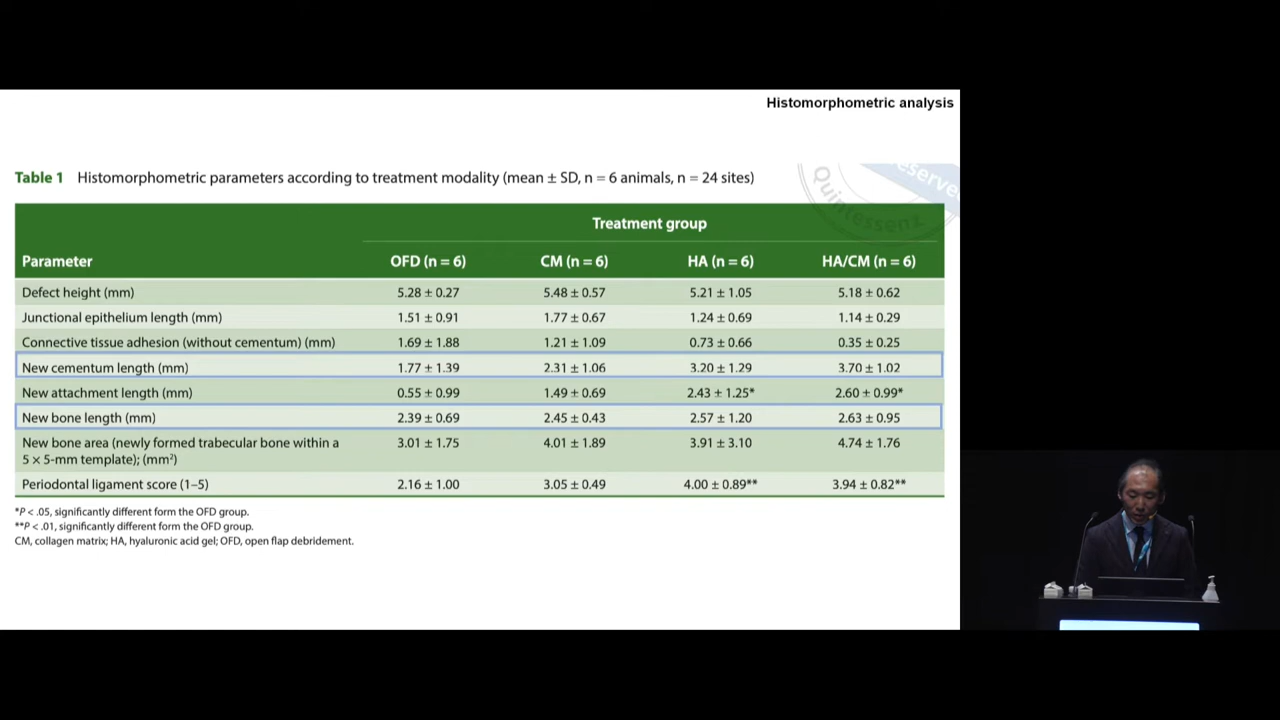 Histomorphometric analysis
Table 1 Histomorphometric parameters according to treatment modality (mean ± SD, n = 6 animals, n = 24 sites)
eserved
Quintessenz
Treatment group
Parameter OFD (n = 6) CM (n = 6) HA (n = 6) HA/CM (n = 6)
Defect height (mm) 5.28 ± 0.27 5.48 ± 0.57 5.21 ± 1.05 5.18 ± 0.62
Junctional epithelium length (mm) 1.51 ± 0.91 1.77 ± 0.67 1.24 ± 0.69 1.14 ± 0.29
Connective tissue adhesion (without cementum) (mm) 1.69 ± 1.88 1.21 ± 1.09 0.73 ± 0.66 0.35 ± 0.25
New cementum length (mm) 1.77 ± 1.39 2.31 ± 1.06 3.20 ± 1.29 3.70 ± 1.02
New attachment length (mm) 0.55 ± 0.99 1.49 ± 0.69 2.43 ± 1.25* 2.60 ± 0.99*
New bone length (mm) 2.39 ± 0.69 2.45 ± 0.43 2.57 ± 1.20 2.63 ± 0.95
New bone area (newly formed trabecular bone within a 3.01 ± 1.75 4.01 ± 1.89 3.91 ± 3.10 4.74 ± 1.76
5 × 5-mm template); (mm²)
Periodontal ligament score (1–5) 2.16 ± 1.00 3.05 ± 0.49 4.00 ± 0.89** 3.94 ± 0.82**
*P < .05, significantly different form the OFD group.
**P < .01, significantly different form the OFD group.
CM, collagen matrix; HA, hyaluronic acid gel; OFD, open flap debridement.